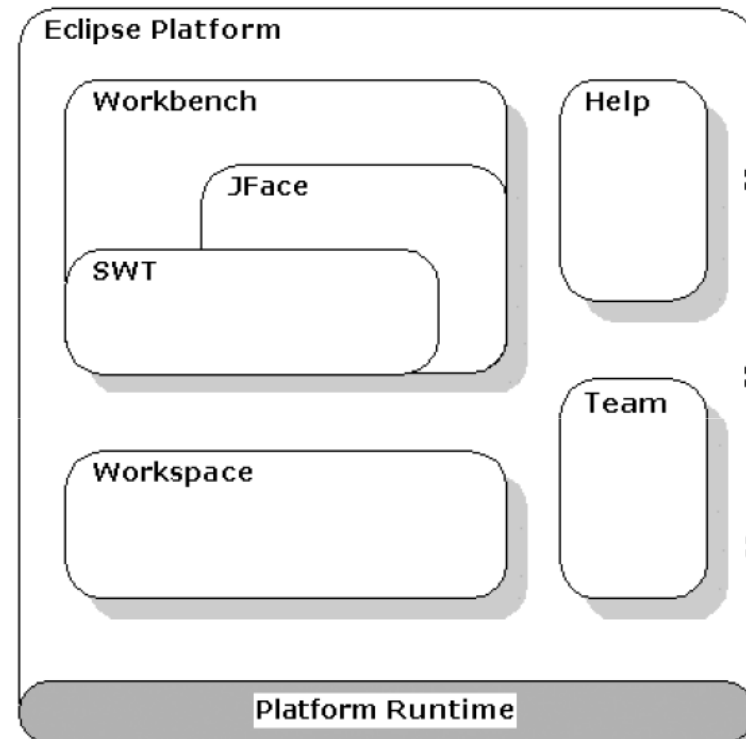 Eclipse Platform
Workbench
Help
JFace
SWT
Team
Workspace
Platform Runtime